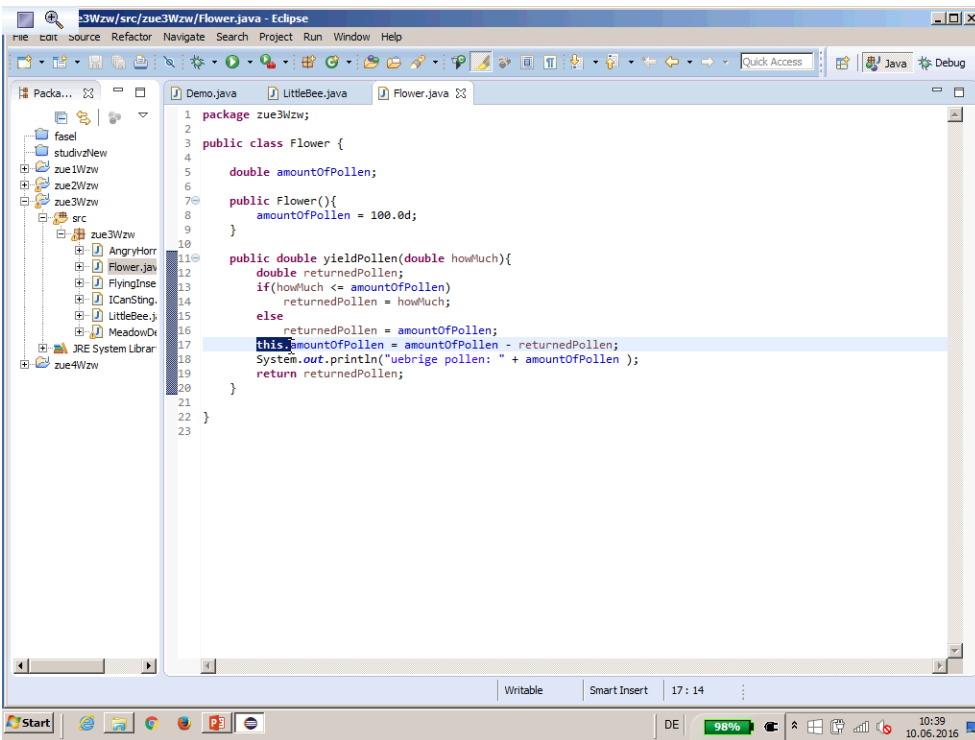 e3Wzw/src/zue3Wzw/Flower.java - Eclipse
File Edit Source Refactor Navigate Search Project Run Window Help
Quick Access
Java
Debug
Packa...
fasel
studivzNew
zue1Wzw
zue2Wzw
zue3Wzw
src
zue3Wzw
AngryHorr
Flower.jav
FlyingInse
ICanSting.
LittleBee.j
MeadowDe
JRE System Librar
zue4Wzw
Demo.java
LittleBee.java
Flower.java
1 package zue3Wzw;
2
3 public class Flower {
4
5 double amountOfPollen;
6
7 public Flower(){
8 amountOfPollen = 100.0d;
9 }
10
11 public double yieldPollen(double howMuch){
12 double returnedPollen;
13 if(howMuch <= amountOfPollen)
14 returnedPollen = howMuch;
15 else
16 returnedPollen = amountOfPollen;
17 this.amountOfPollen = amountOfPollen - returnedPollen;
18 System.out.println("uebrige pollen: " + amountOfPollen );
19 return returnedPollen;
20 }
21
22 }
23
Writable
Smart Insert
17 : 14
Start
DE
98%
10:39
10.06.2016